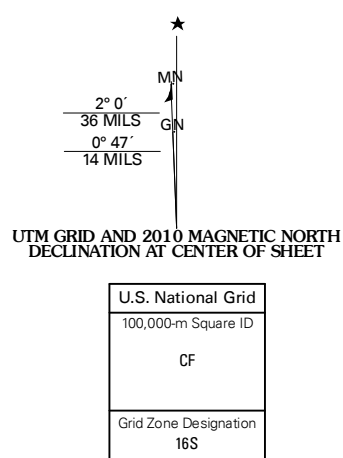 MN
2° 0´
36 MILS
GN
0° 47´
14 MILS
UTM GRID AND 2010 MAGNETIC NORTH
DECLINATION AT CENTER OF SHEET
U.S. National Grid
100,000-m Square ID
CF
Grid Zone Designation
16S